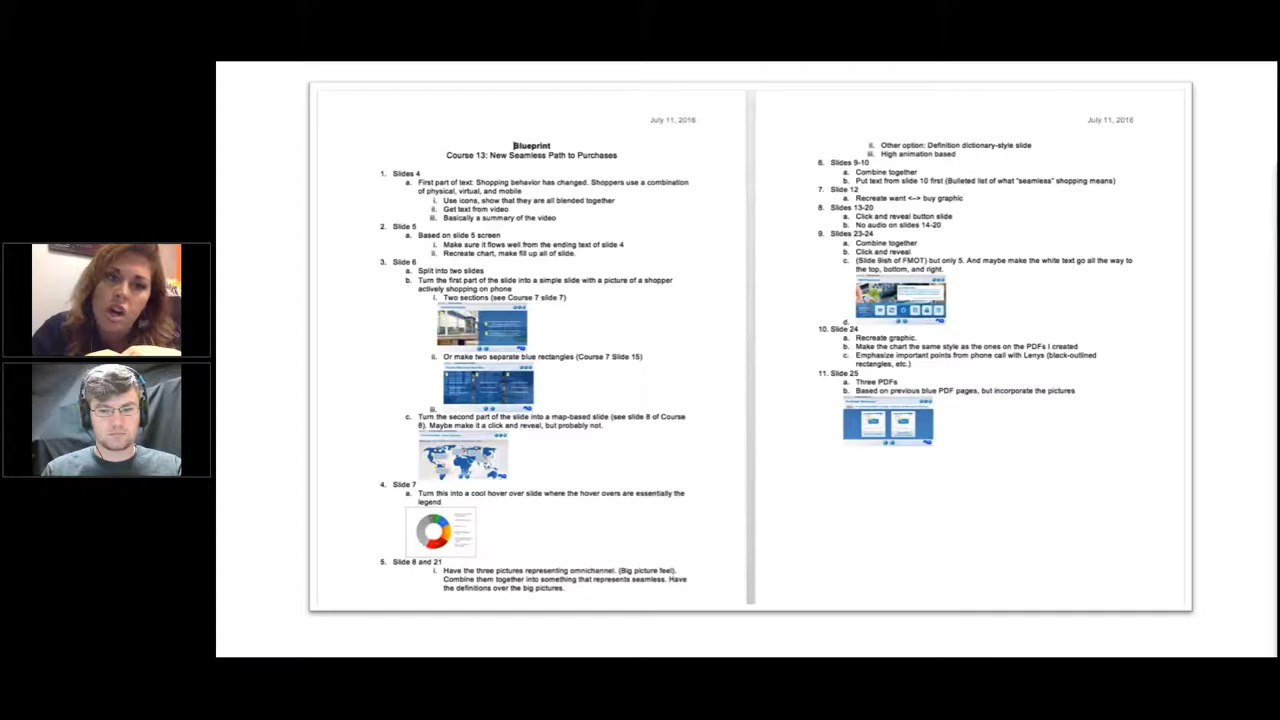 July 11, 2016
Blueprint
Course 13: New Seamless Path to Purchases
1. Slides 4
a. First part of text: Shopping behavior has changed. Shoppers use a combination
of physical, virtual, and mobile
i. Use icons, show that they are all blended together
ii. Get text from video
iii. Basically a summary of the video
2. Slide 5
a. Based on slide 5 screen
i. Make sure it flows well from the ending text of slide 4
ii. Recreate chart, make fill up all of slide.
3. Slide 6
a. Split into two slides
b. Turn the first part of the slide into a simple slide with a picture of a shopper
actively shopping on phone
i. Two sections (see Course 7 slide 7)
ii. Or make two separate blue rectangles (Course 7 Slide 15)
iii.
c. Turn the second part of the slide into a map-based slide (see slide 8 of Course
8). Maybe make it a click and reveal, but probably not.
4. Slide 7
a. Turn this into a cool hover over slide where the hover overs are essentially the
legend
5. Slide 8 and 21
i. Have the three pictures representing omnichannel. (Big picture feel).
Combine them together into something that represents seamless. Have
the definitions over the big pictures.
July 11, 2016
ii. Other option: Definition dictionary-style slide
iii. High animation based
6. Slides 9-10
a. Combine together
b. Put text from slide 10 first (Bulleted list of what "seamless" shopping means)
7. Slide 12
a. Recreate want <-> buy graphic
8. Slides 13-20
a. Click and reveal button slide
b. No audio on slides 14-20
9. Slides 23-24
a. Combine together
b. Click and reveal
c. (Slide 9ish of FMOT) but only 5. And maybe make the white text go all the way to
the top, bottom, and right.
d.
10. Slide 24
a. Recreate graphic.
b. Make the chart the same style as the ones on the PDFs I created
c. Emphasize important points from phone call with Lenys (black-outlined
rectangles, etc.)
11. Slide 25
a. Three PDFs
b. Based on previous blue PDF pages, but incorporate the pictures